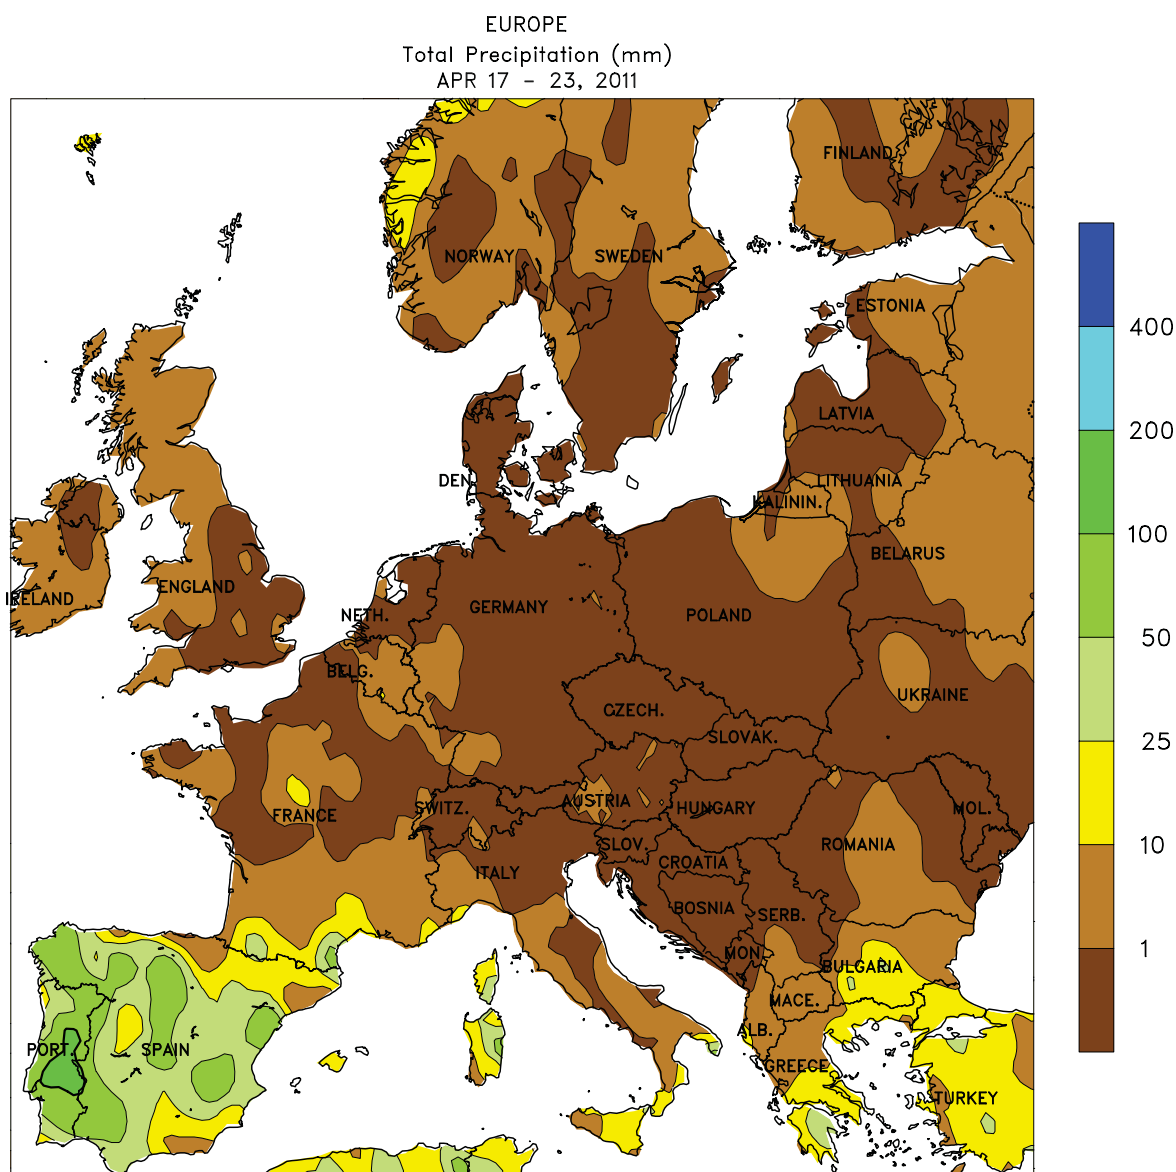 EUROPE
Total Precipitation (mm)
APR 17 - 23, 2011
FINLAND
NORWAY
SWEDEN
ESTONIA
400
LATVIA
200
DEN.
LITHUANIA
KALININ.
100
BELARUS
ENGLAND
IRELAND
GERMANY
NETH.
POLAND
50
BELG.
UKRAINE
CZECH.
SLOVAK.
25
AUSTRIA
SWITZ.
HUNGARY
MOL.
FRANCE
SLOV.
ROMANIA
10
CROATIA
ITALY
BOSNIA
SERB.
1
MON.
BULGARIA
MACE.
ALB.
PORT.
SPAIN
GREECE
TURKEY